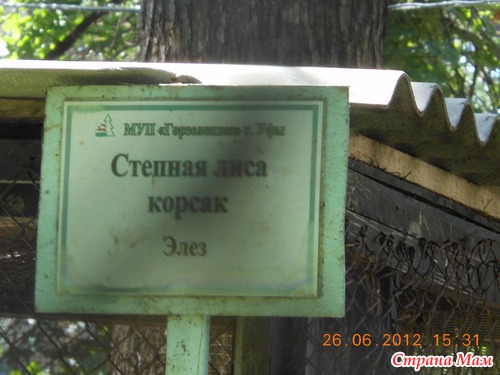 МУП «Горзеленхоз» г. Уфы
Степная лиса
корсак
Элез
26.06.2012 15:31
Страна Мам